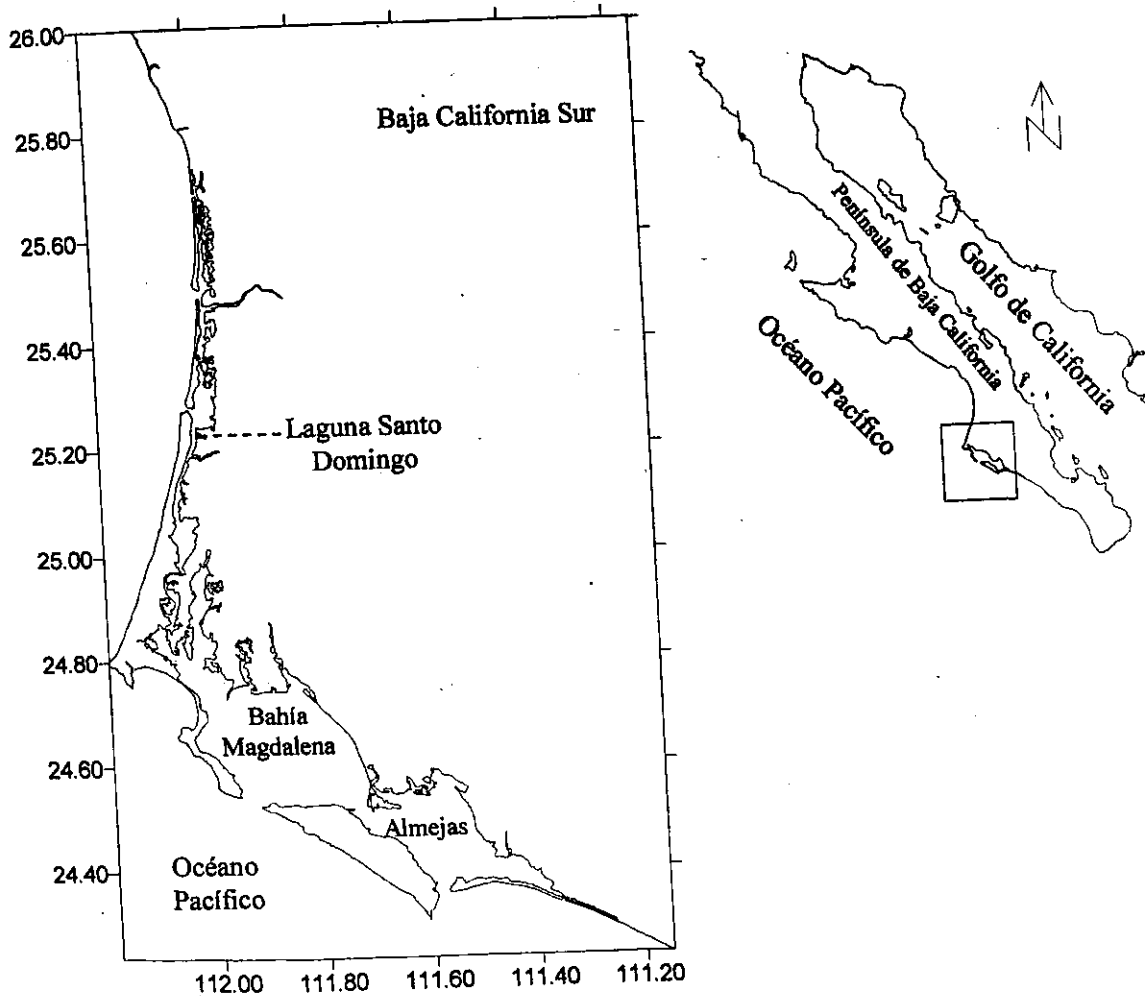 26.00
25.80
25.60
25.40
25.20
25.00
24.80
24.60
24.40
Baja California Sur
Laguna Santo
Domingo
Bahía
Magdalena
Almejas
Océano
Pacífico
112.00
111.80
111.60
111.40
111.20
N
Península de Baja California
Golfo de California
Océano Pacífico